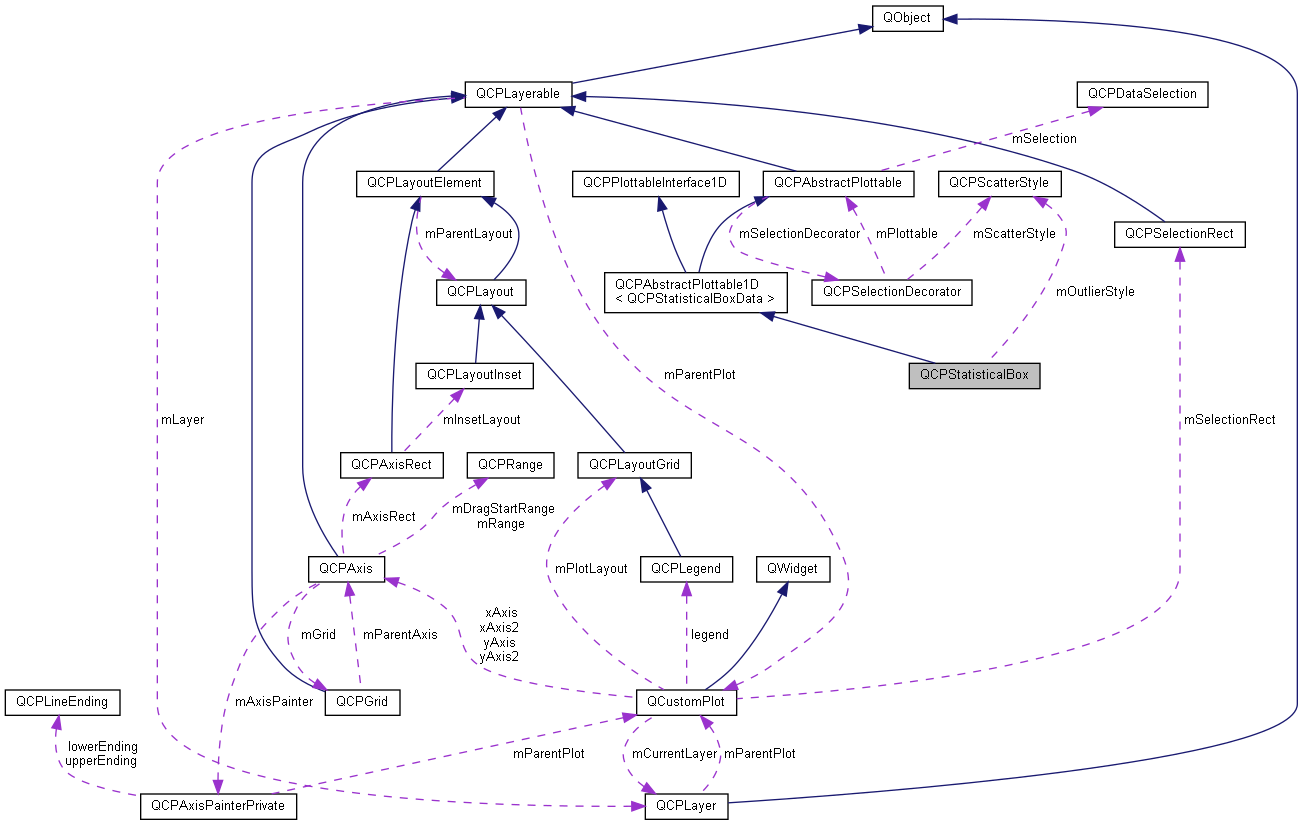 QObject
QCPLayerable
QCPDataSelection
mSelection
QCPLayoutElement
QCPPlottableInterface1D
QCPAbstractPlottable
QCPScatterStyle
mParentLayout
mSelectionDecorator
mPlottable
mScatterStyle
QCPSelectionRect
QCPLayout
QCPAbstractPlottable1D
< QCPStatisticalBoxData >
QCPSelectionDecorator
mOutlierStyle
QCPLayoutInset
mParentPlot
QCPStatisticalBox
mLayer
mInsetLayout
mSelectionRect
QCPAxisRect
QCPRange
QCPLayoutGrid
mAxisRect
mDragStartRange
mRange
QCPAxis
mPlotLayout
QCPLegend
QWidget
mGrid
mParentAxis
xAxis
xAxis2
yAxis
yAxis2
legend
QCPLineEnding
mAxisPainter
QCPGrid
QCustomPlot
lowerEnding
upperEnding
mParentPlot
mCurrentLayer
mParentPlot
QCPAxisPainterPrivate
QCPLayer